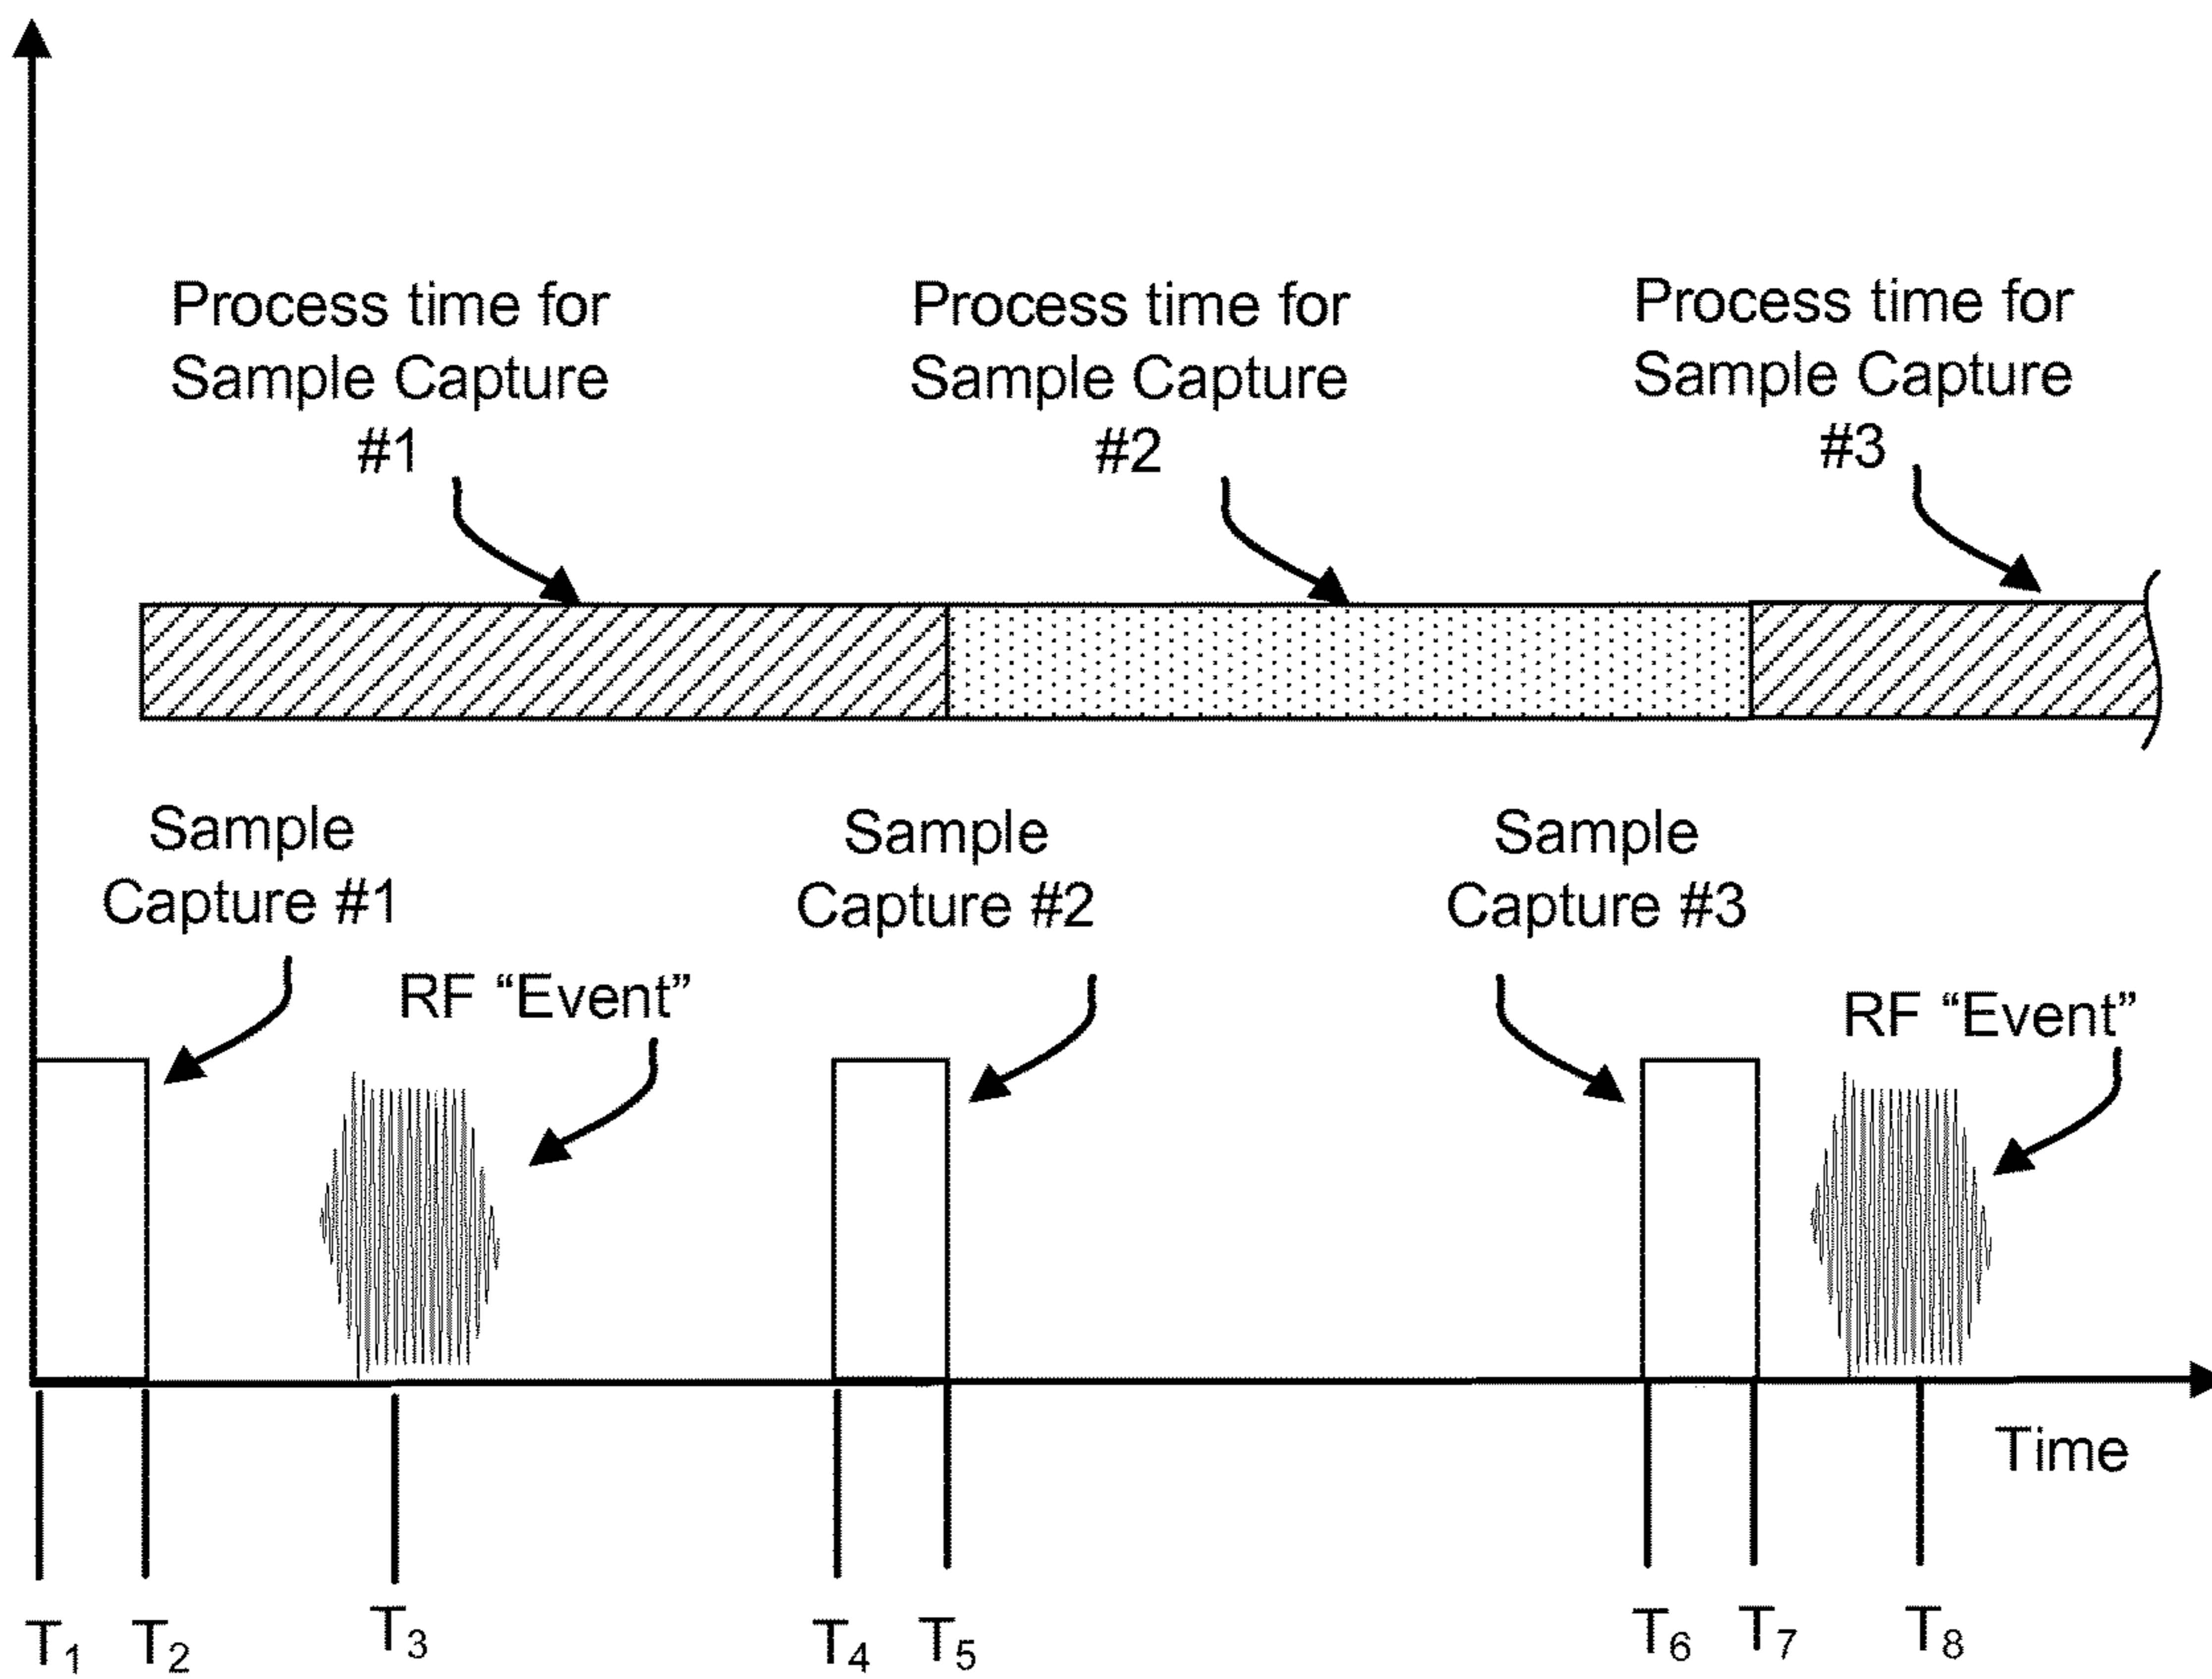 Process time for
Sample Capture
#1
Process time for
Sample Capture
#2
Process time for
Sample Capture
#3
Sample
Capture #1
RF “Event”
Sample
Capture #2
Sample
Capture #3
RF “Event”
Time
T1 T2 T3 T4 T5 T6 T7 T8